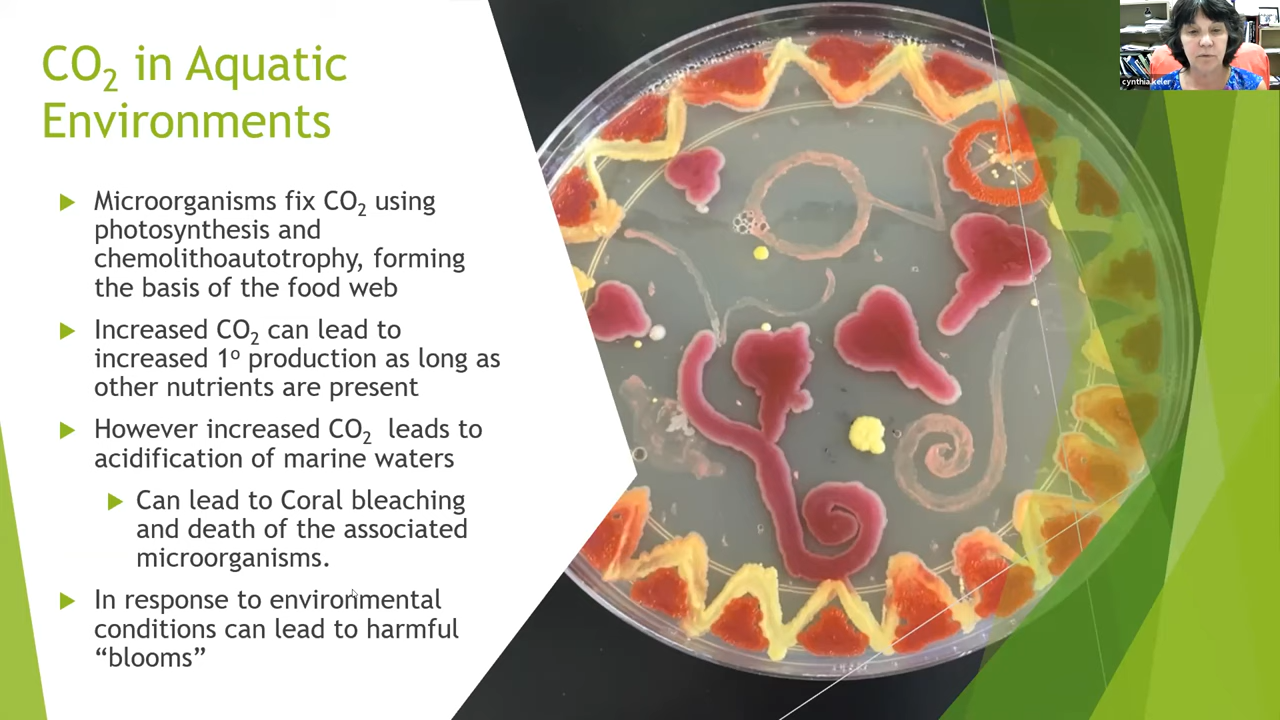 CO₂ in Aquatic
Environments
Microorganisms fix CO₂ using
photosynthesis and
chemolithoautotrophy, forming
the basis of the food web
Increased CO₂ can lead to
increased 1º production as long as
other nutrients are present
However increased CO₂ leads to
acidification of marine waters
Can lead to Coral bleaching
and death of the associated
microorganisms.
In response to environmental
conditions can lead to harmful
“blooms”
cynthia.keler